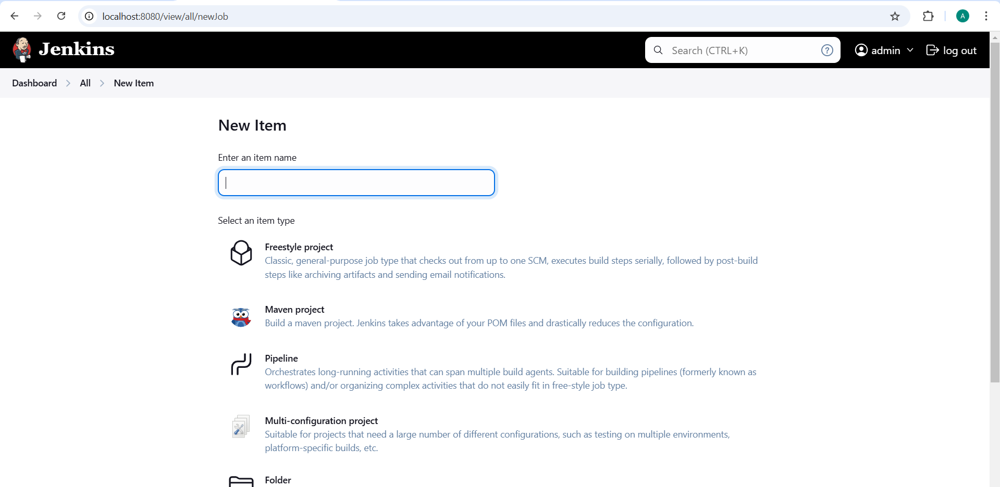 localhost:8080/view/all/newJob
A
Jenkins
Search (CTRL+K)
?
admin
log out
Dashboard
All
New Item
New Item
Enter an item name
Select an item type
Freestyle project
Classic, general-purpose job type that checks out from up to one SCM, executes build steps serially, followed by post-build
steps like archiving artifacts and sending email notifications.
Maven project
Build a maven project. Jenkins takes advantage of your POM files and drastically reduces the configuration.
Pipeline
Orchestrates long-running activities that can span multiple build agents. Suitable for building pipelines (formerly known as
workflows) and/or organizing complex activities that do not easily fit in free-style job type.
Multi-configuration project
Suitable for projects that need a large number of different configurations, such as testing on multiple environments,
platform-specific builds, etc.
Folder